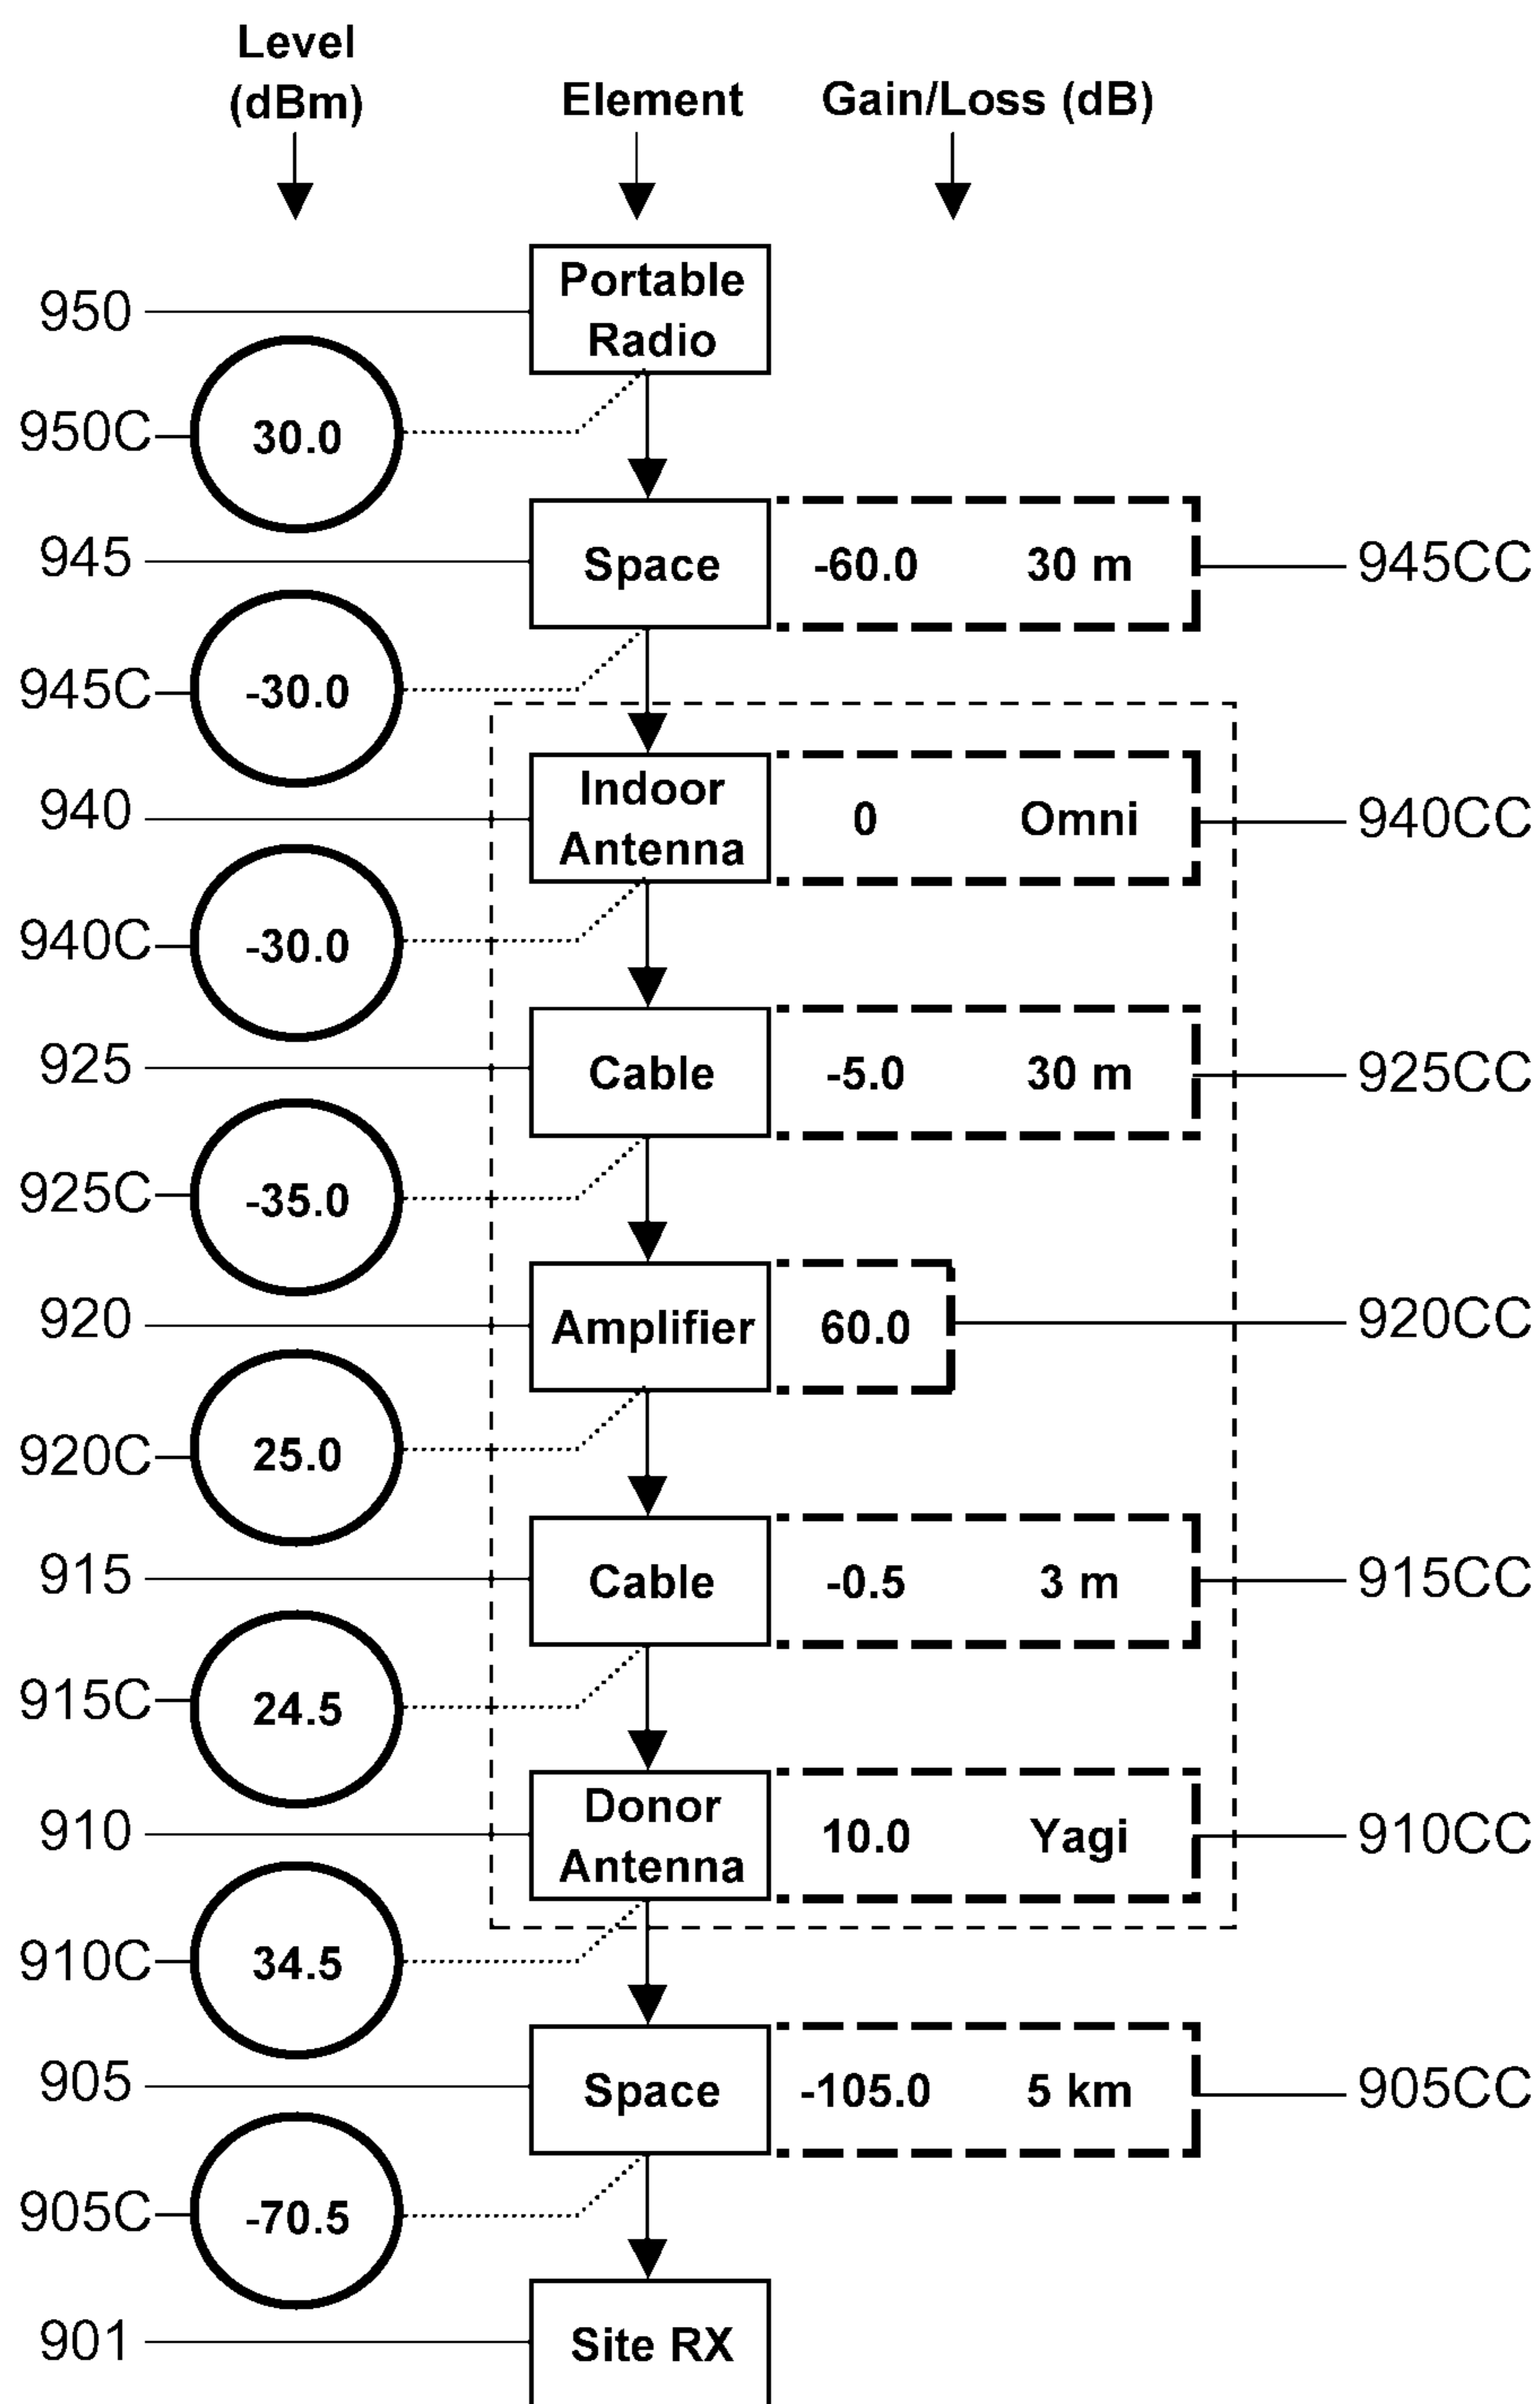 Level
(dBm)
Element
Gain/Loss (dB)
950
Portable
Radio
950C
30.0
945
Space
-60.0 30 m
945CC
945C
-30.0
940
Indoor
Antenna
0 Omni
940CC
940C
-30.0
925
Cable
-5.0 30 m
925CC
925C
-35.0
920
Amplifier
60.0
920CC
920C
25.0
915
Cable
-0.5 3 m
915CC
915C
24.5
910
Donor
Antenna
10.0 Yagi
910CC
910C
34.5
905
Space
-105.0 5 km
905CC
905C
-70.5
901
Site RX